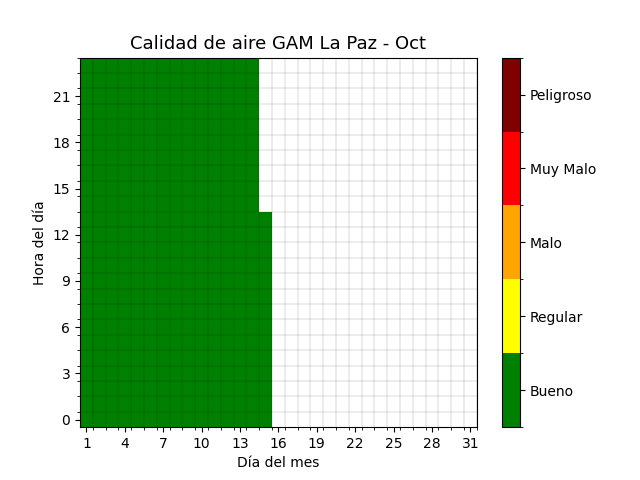 Calidad de aire GAM La Paz - Oct
Hora del día
21
18
15
12
9
6
3
0
1 4 7 10 13 16 19 22 25 28 31
Día del mes
Peligroso
Muy Malo
Malo
Regular
Bueno